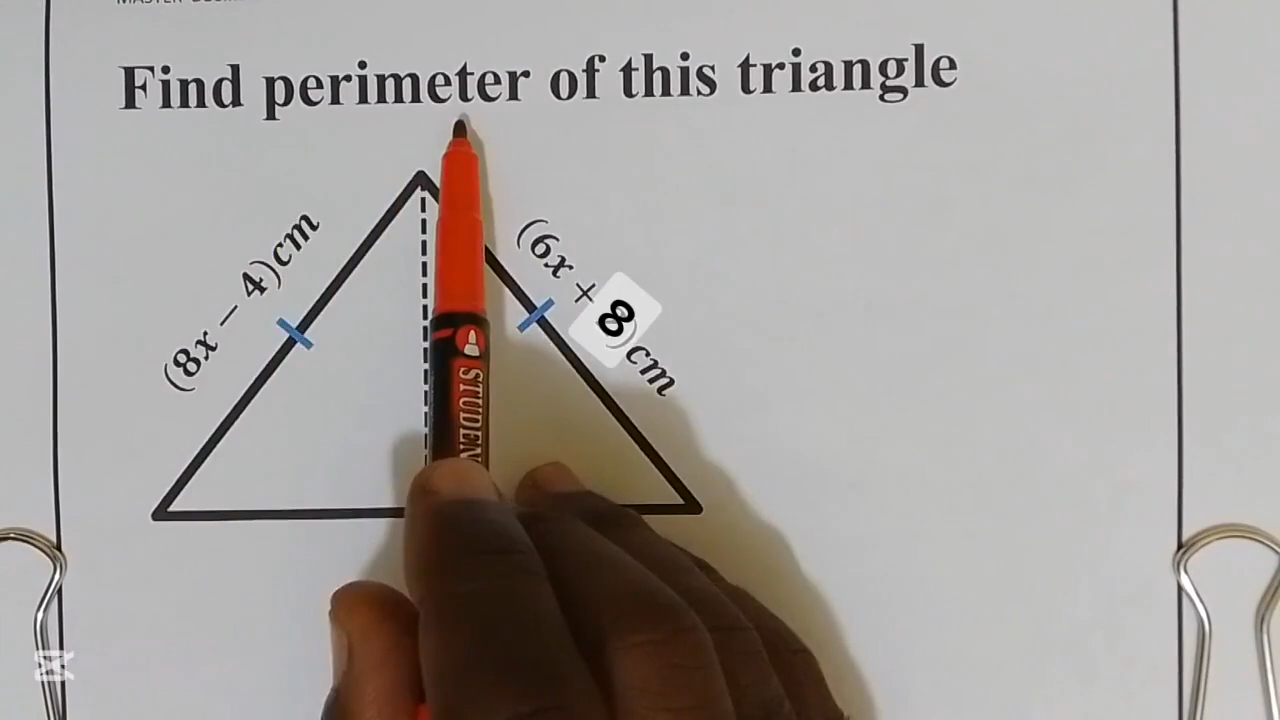 Find perimeter of this triangle
(8x − 4)cm
(6x + 8)cm
STUDEN